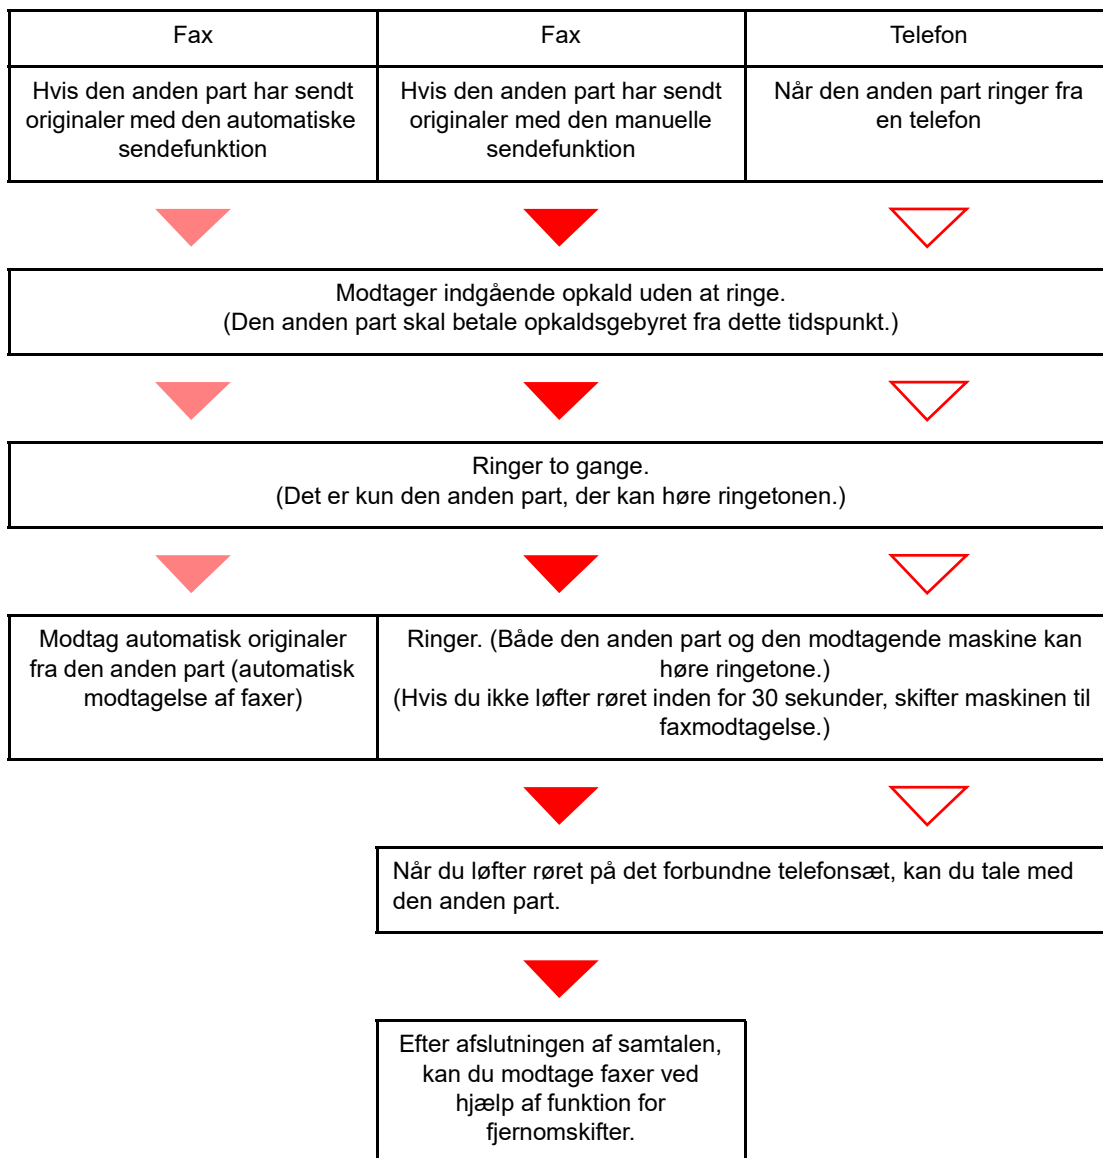 Fax
Fax
Telefon
Hvis den anden part har sendt
originaler med den automatiske
sendefunktion
Hvis den anden part har sendt
originaler med den manuelle
sendefunktion
Når den anden part ringer fra
en telefon
Modtager indgående opkald uden at ringe.
(Den anden part skal betale opkaldsgebyret fra dette tidspunkt.)
Ringer to gange.
(Det er kun den anden part, der kan høre ringetonen.)
Modtag automatisk originaler
fra den anden part (automatisk
modtagelse af faxer)
Ringer. (Både den anden part og den modtagende maskine kan
høre ringetone.)
(Hvis du ikke løfter røret inden for 30 sekunder, skifter maskinen til
faxmodtagelse.)
Når du løfter røret på det forbundne telefonsæt, kan du tale med
den anden part.
Efter afslutningen af samtalen,
kan du modtage faxer ved
hjælp af funktion for
fjernomskifter.